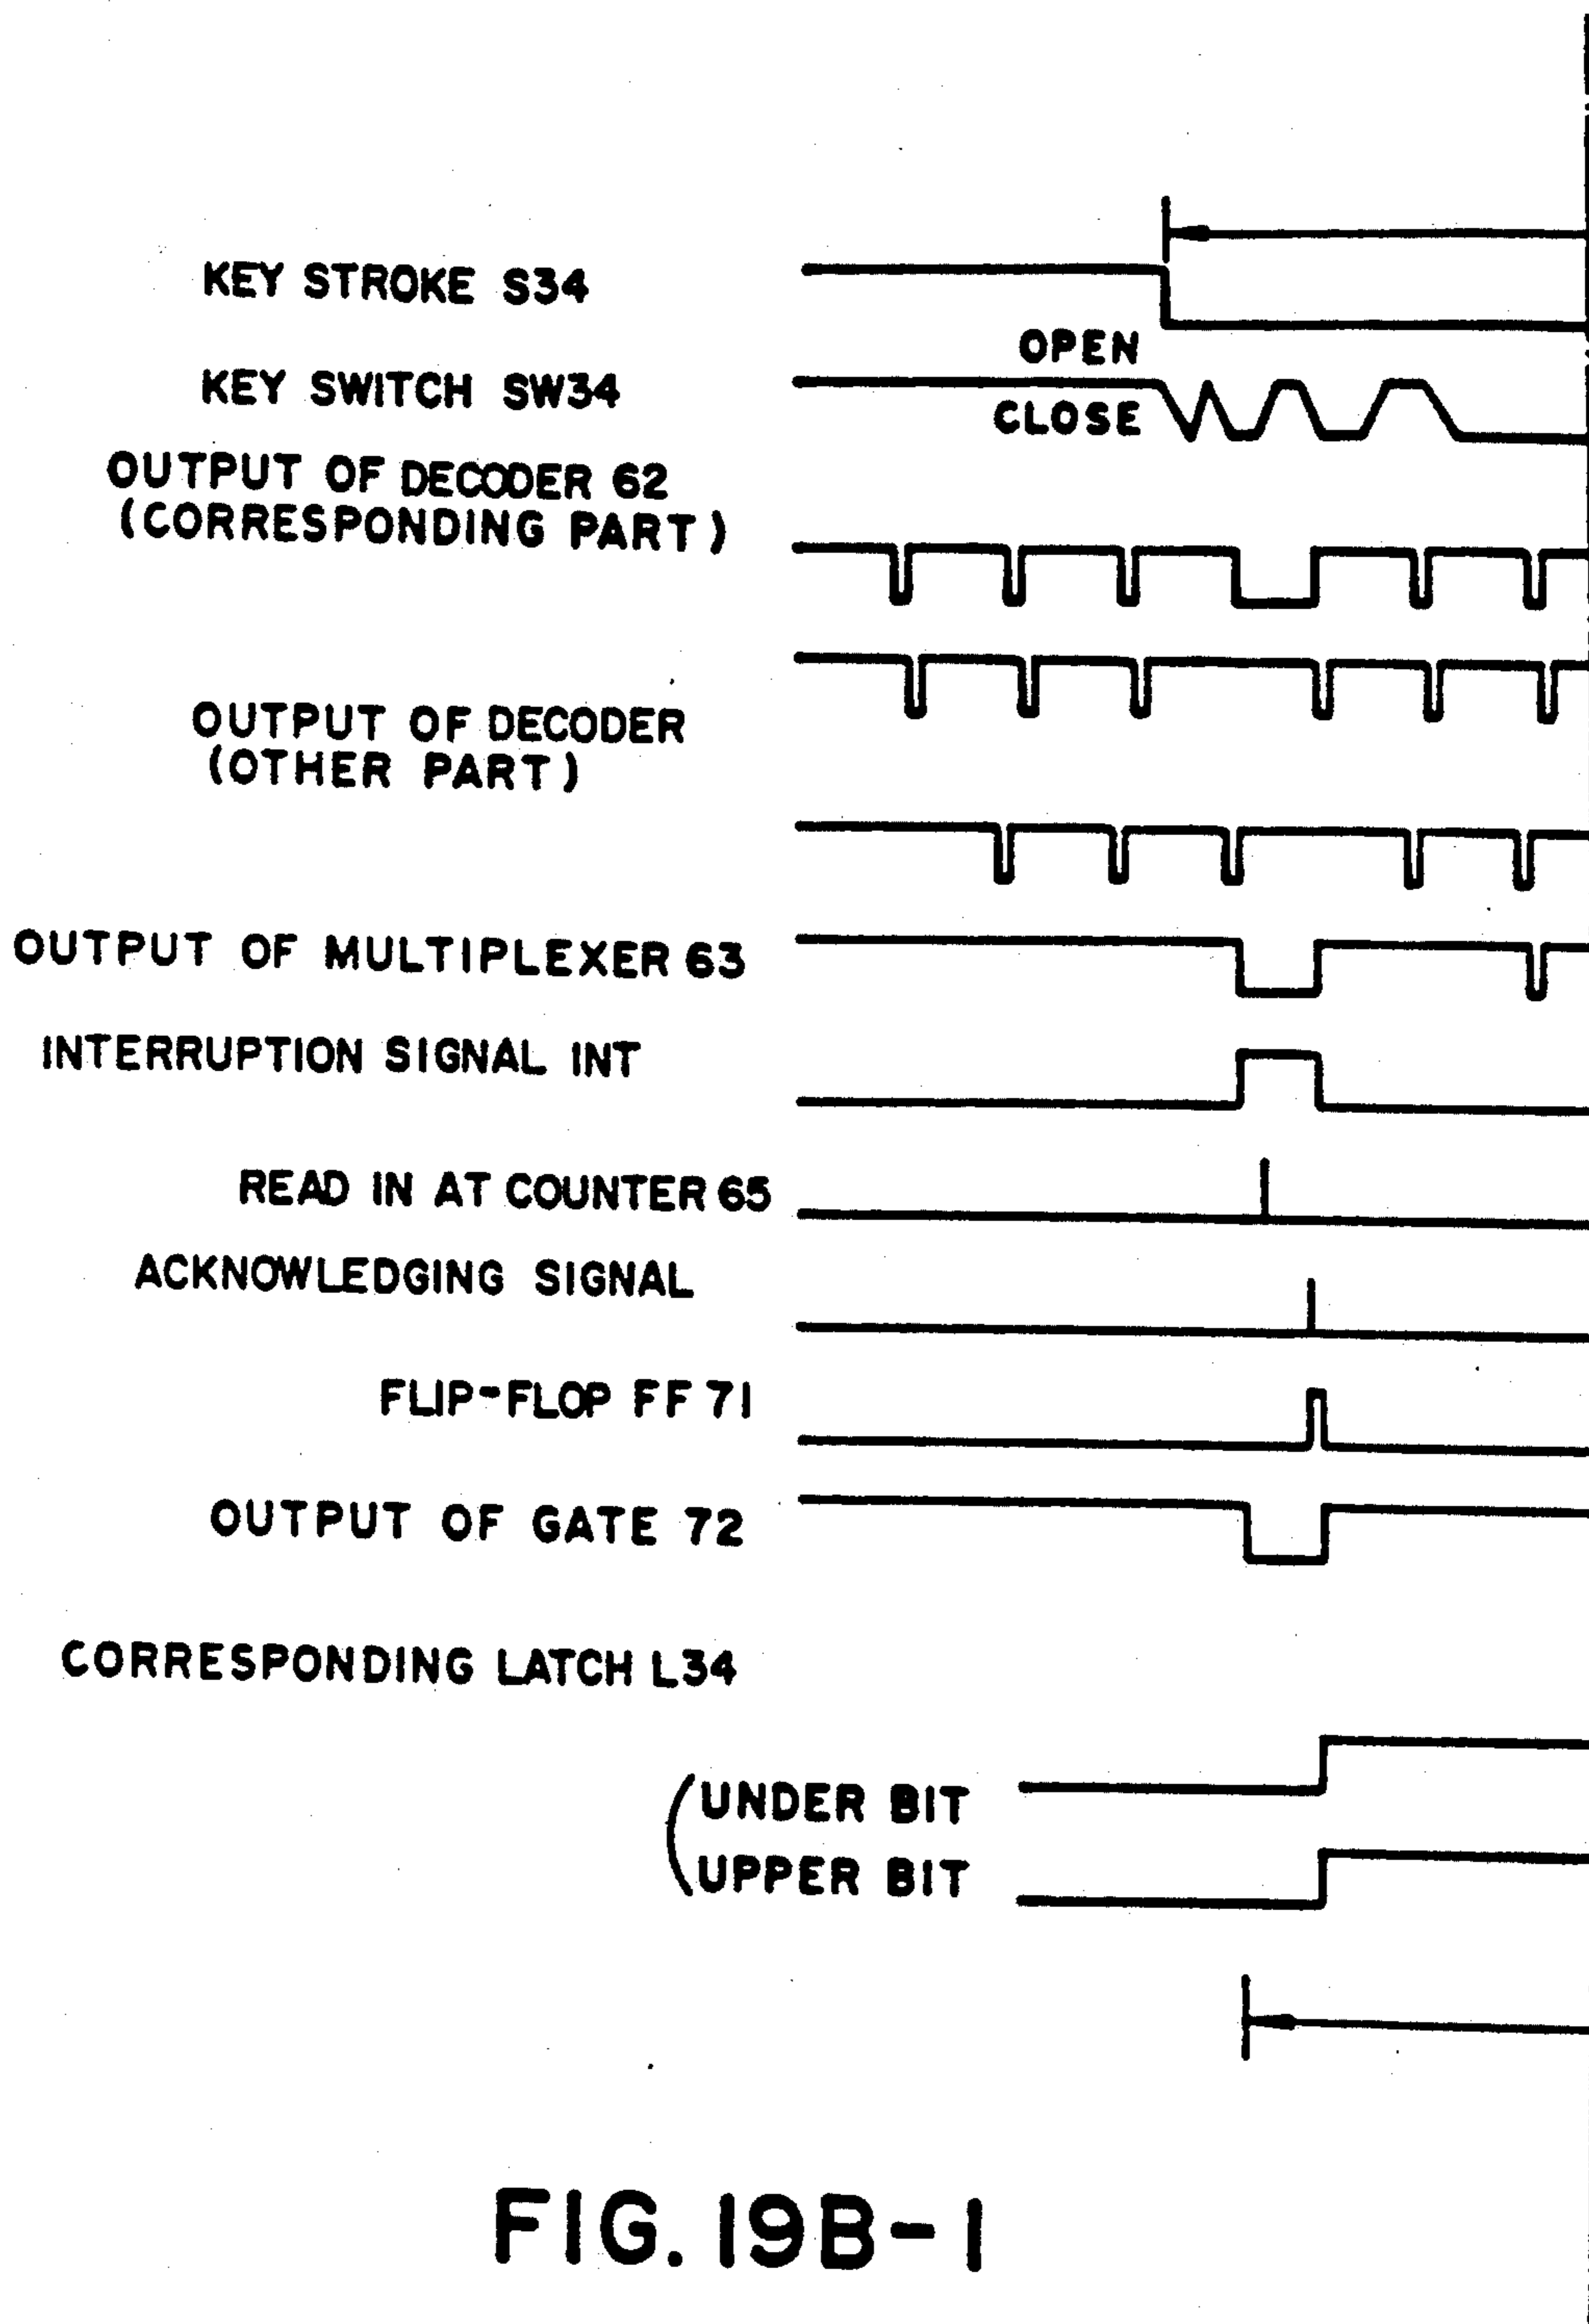 KEY STROKE S34
OPEN
KEY SWITCH SW34
CLOSE
OUTPUT OF DECODER 62
(CORRESPONDING PART)
OUTPUT OF DECODER
(OTHER PART)
OUTPUT OF MULTIPLEXER 63
INTERRUPTION SIGNAL INT
READ IN AT COUNTER 65
ACKNOWLEDGING SIGNAL
FLIP-FLOP FF 71
OUTPUT OF GATE 72
CORRESPONDING LATCH L34
(UNDER BIT
UPPER BIT
FIG. 19B-1